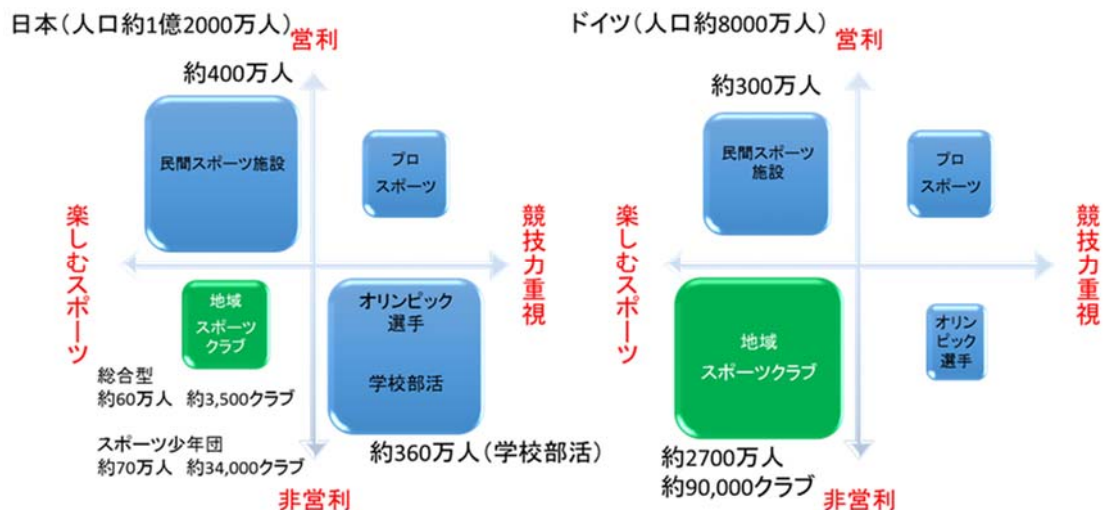 日本(人口約1億2000万人)
営利
約400万人
民間スポーツ施設
プロ
スポーツ
楽しむスポーツ
競技力重視
地域
スポーツ
クラブ
オリンピック
選手
学校部活
総合型
約60万人 約3,500クラブ
スポーツ少年団
約70万人 約34,000クラブ
約360万人(学校部活)
非営利
ドイツ(人口約8000万人)
営利
約300万人
民間スポーツ
施設
プロ
スポーツ
楽しむスポーツ
競技力重視
地域
スポーツクラブ
オリン
ピック
選手
約2700万人
約90,000クラブ
非営利